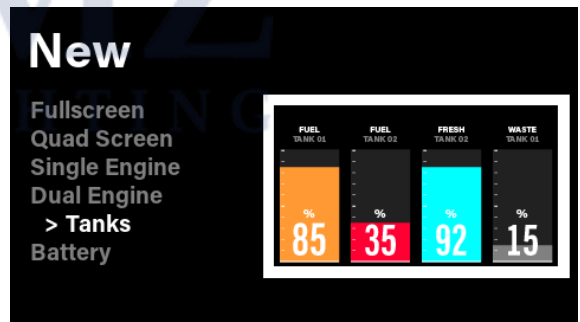 New
Fullscreen
Quad Screen
Single Engine
Dual Engine
> Tanks
Battery
FUEL FUEL FRESH WASTE
TANK 01 TANK 02 TANK 02 TANK 01
% % % %
85 35 92 15